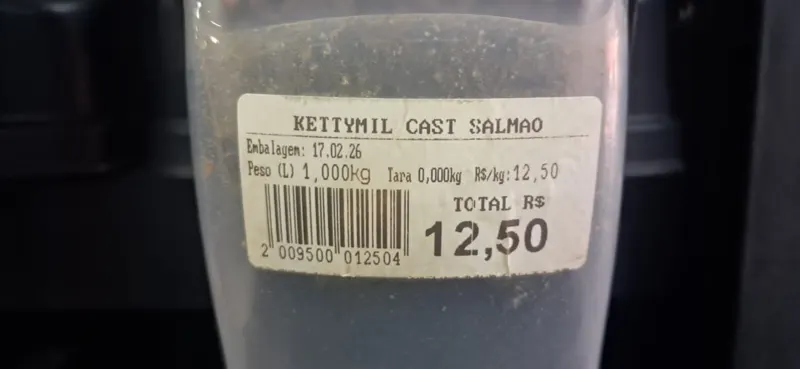 KETTYMIL CAST SALMAO
Embalagem: 17.02.26
Peso (L) 1,000kg Tara 0,000kg R$/kg:12,50
TOTAL R$
12,50
2 009500 012504